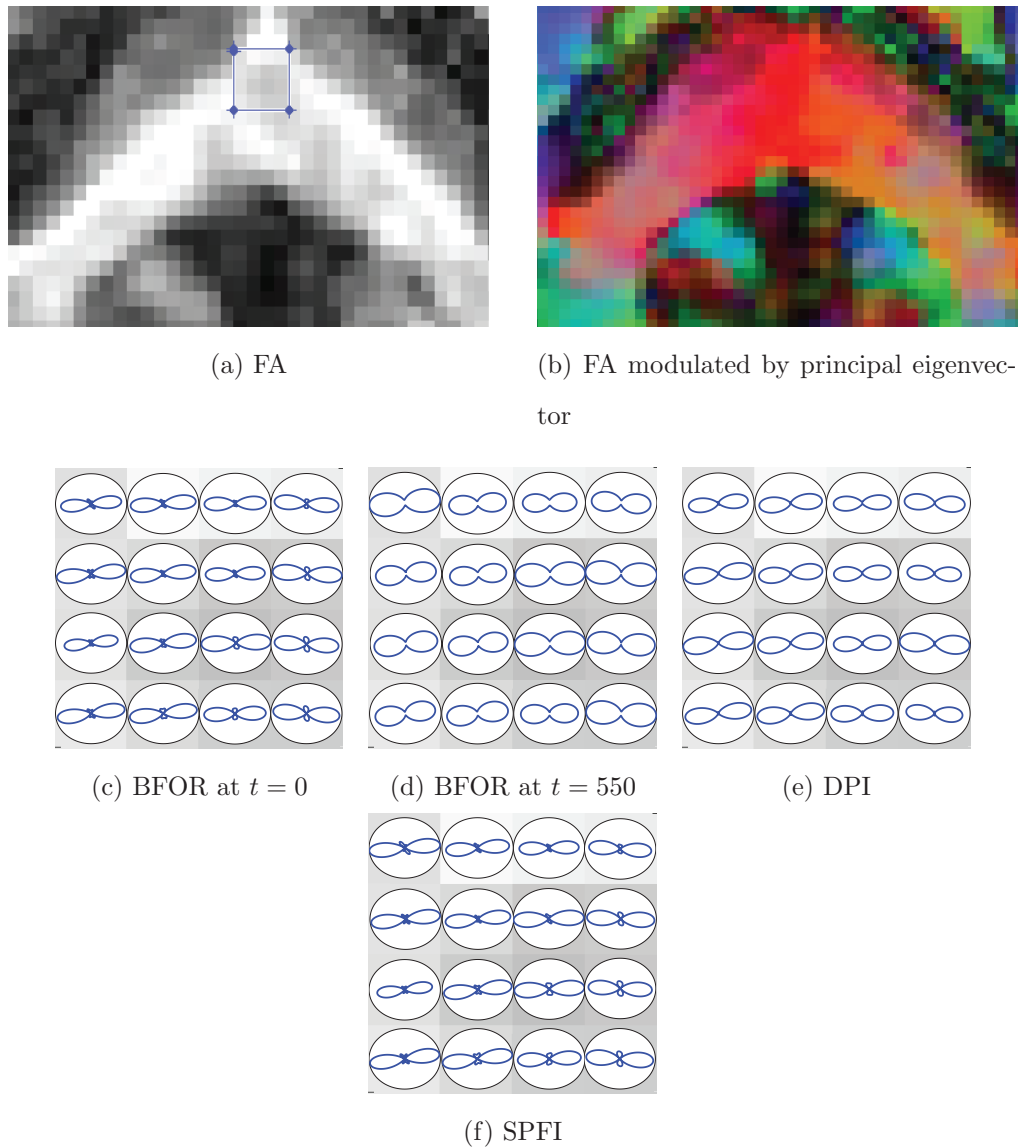 (a) FA
(b) FA modulated by principal eigenvec-
tor
(c) BFOR at t = 0
(d) BFOR at t = 550
(e) DPI
(f) SPFI